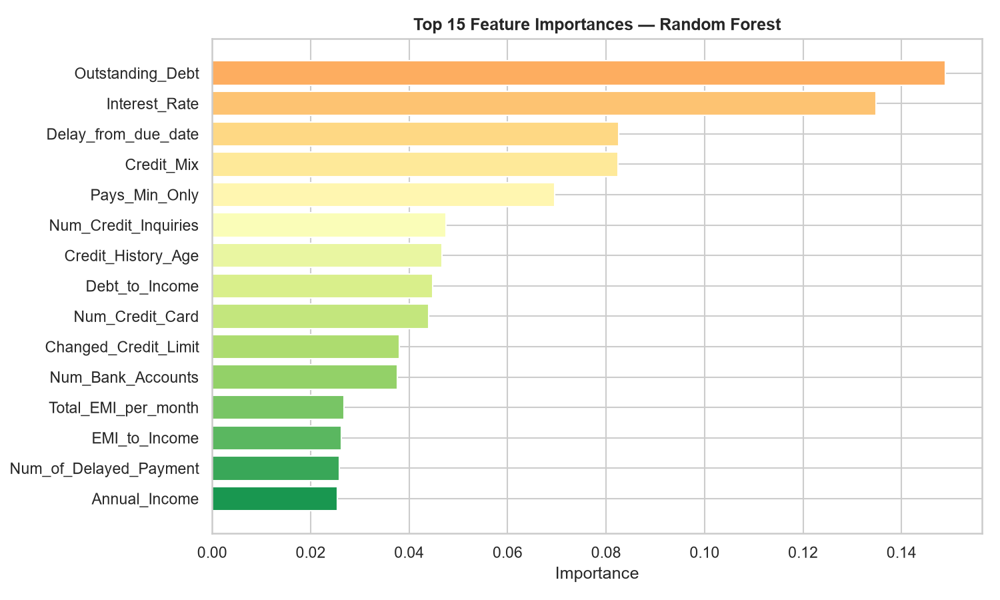 Top 15 Feature Importances — Random Forest
Outstanding_Debt
Interest_Rate
Delay_from_due_date
Credit_Mix
Pays_Min_Only
Num_Credit_Inquiries
Credit_History_Age
Debt_to_Income
Num_Credit_Card
Changed_Credit_Limit
Num_Bank_Accounts
Total_EMI_per_month
EMI_to_Income
Num_of_Delayed_Payment
Annual_Income
0.00 0.02 0.04 0.06 0.08 0.10 0.12 0.14
Importance